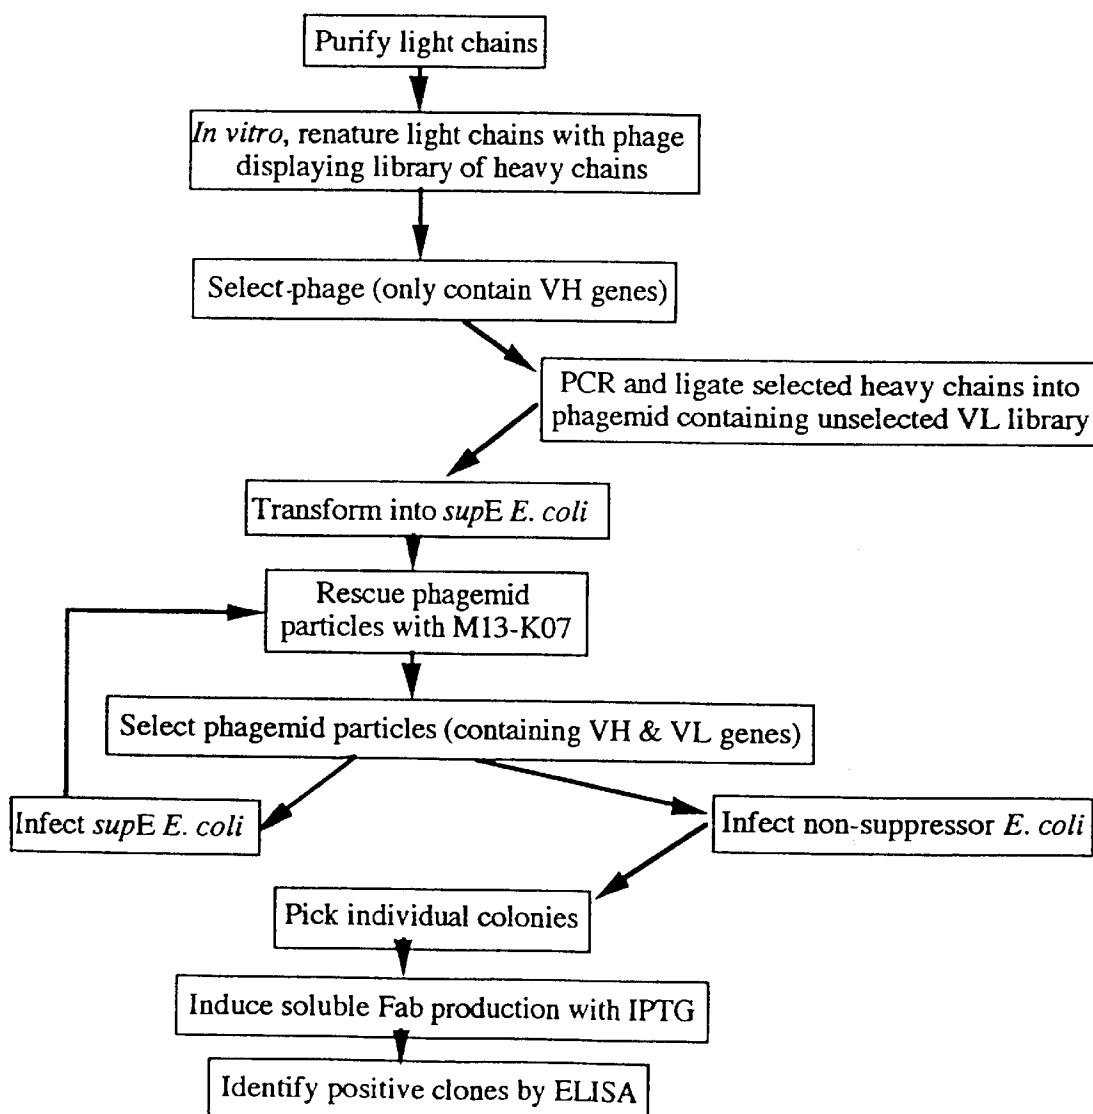 Purify light chains
In vitro, renature light chains with phage
displaying library of heavy chains
Select-phage (only contain VH genes)
PCR and ligate selected heavy chains into
phagemid containing unselected VL library
Transform into supE E. coli
Rescue phagemid
particles with M13-K07
Select phagemid particles (containing VH & VL genes)
Infect supE E. coli
Infect non-suppressor E. coli
Pick individual colonies
Induce soluble Fab production with IPTG
Identify positive clones by ELISA